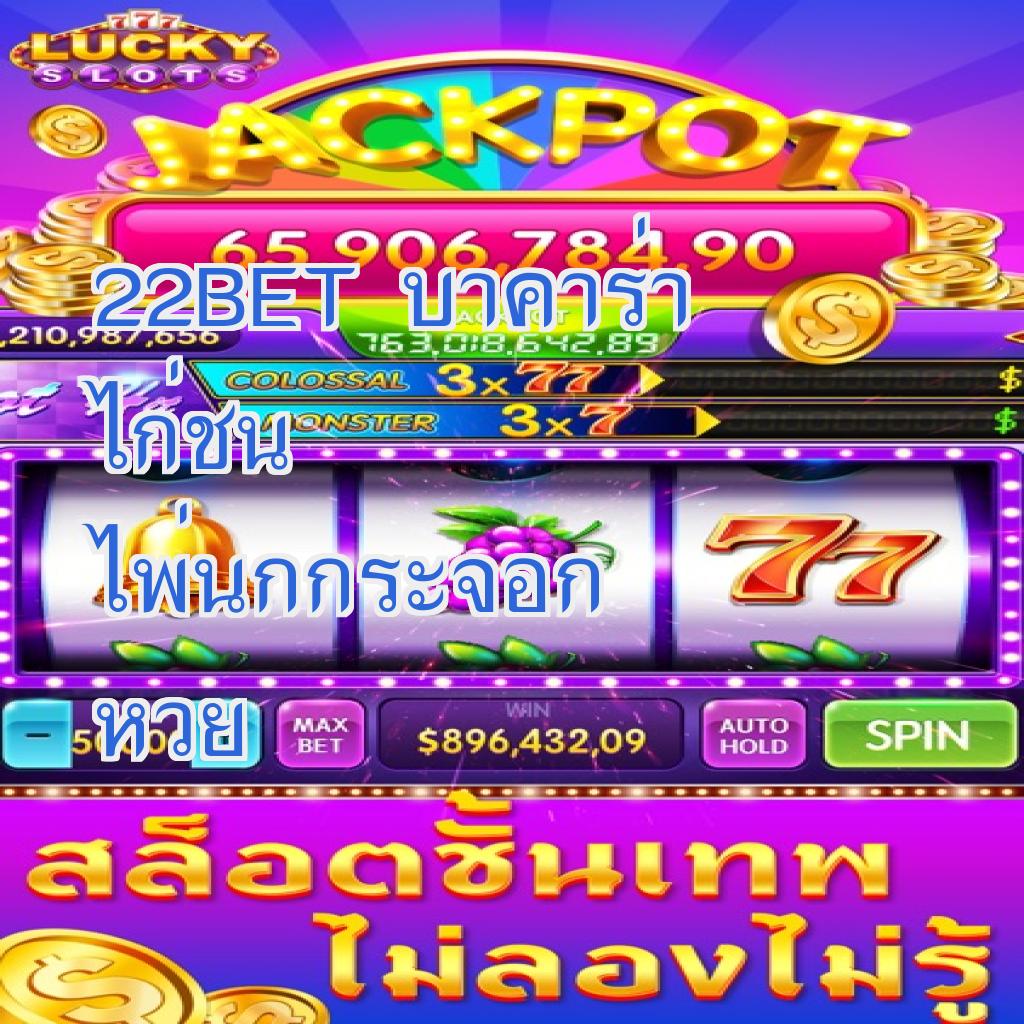 777
LUCKY
SLOTS
JACKPOT
65,906,784.90
22BET บาคาร่า
,210,987,656
763,018,642.89
COLOSSAL 3x77 $
ไก่ชน
MONSTER 3x7 $
77
ไพ่นกกระจอก
หวย
- MAX BET
WIN
$896,432,09
AUTO HOLD
SPIN
สล็อตชั้นเทพ
ไม่ลองไม่รู้